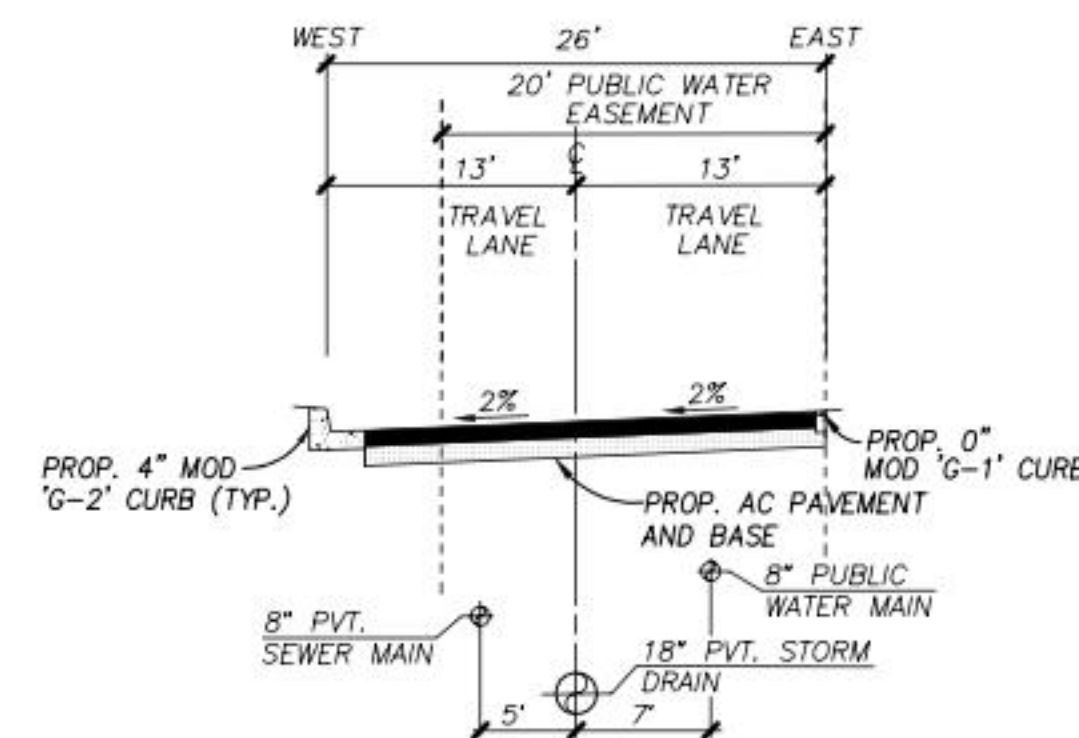 WEST 26' EAST
20' PUBLIC WATER
EASEMENT
℄
13' 13'
TRAVEL
LANE
TRAVEL
LANE
2% 2%
PROP. 4" MOD
'G-2' CURB (TYP.)
PROP. 0"
MOD 'G-1' CURB
PROP. AC PAVEMENT
AND BASE
8" PUBLIC
WATER MAIN
8" PVT.
SEWER MAIN
18" PVT. STORM
DRAIN
5' 7'